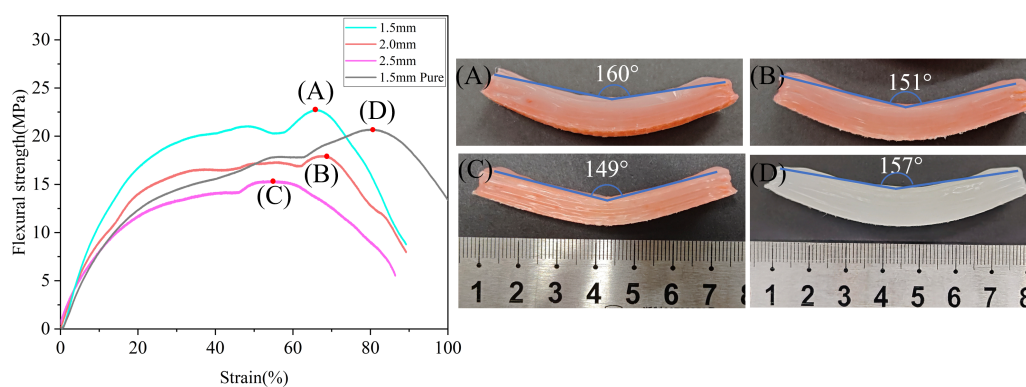 1.5mm
2.0mm
2.5mm
1.5mm Pure
Flexural strength(MPa)
30
25
20
15
10
5
0
0 20 40 60 80 100
Strain(%)
(A)
(D)
(B)
(C)
(A) 160°
(B) 151°
(C) 149°
(D) 157°
1 2 3 4 5 6 7 8
1 2 3 4 5 6 7 8